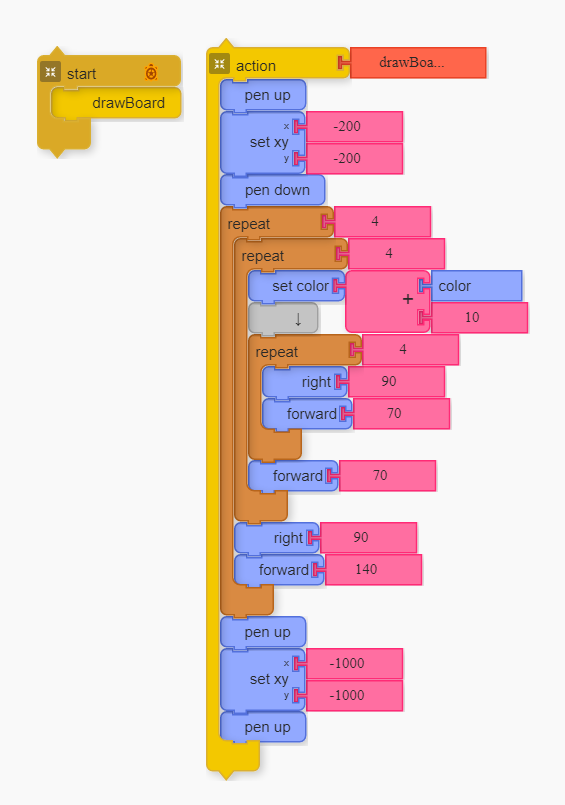 start
drawBoard
action drawBoa...
pen up
set xy x -200
y -200
pen down
repeat 4
repeat 4
set color + color
10
↓
repeat 4
right 90
forward 70
forward 70
right 90
forward 140
pen up
set xy x -1000
y -1000
pen up